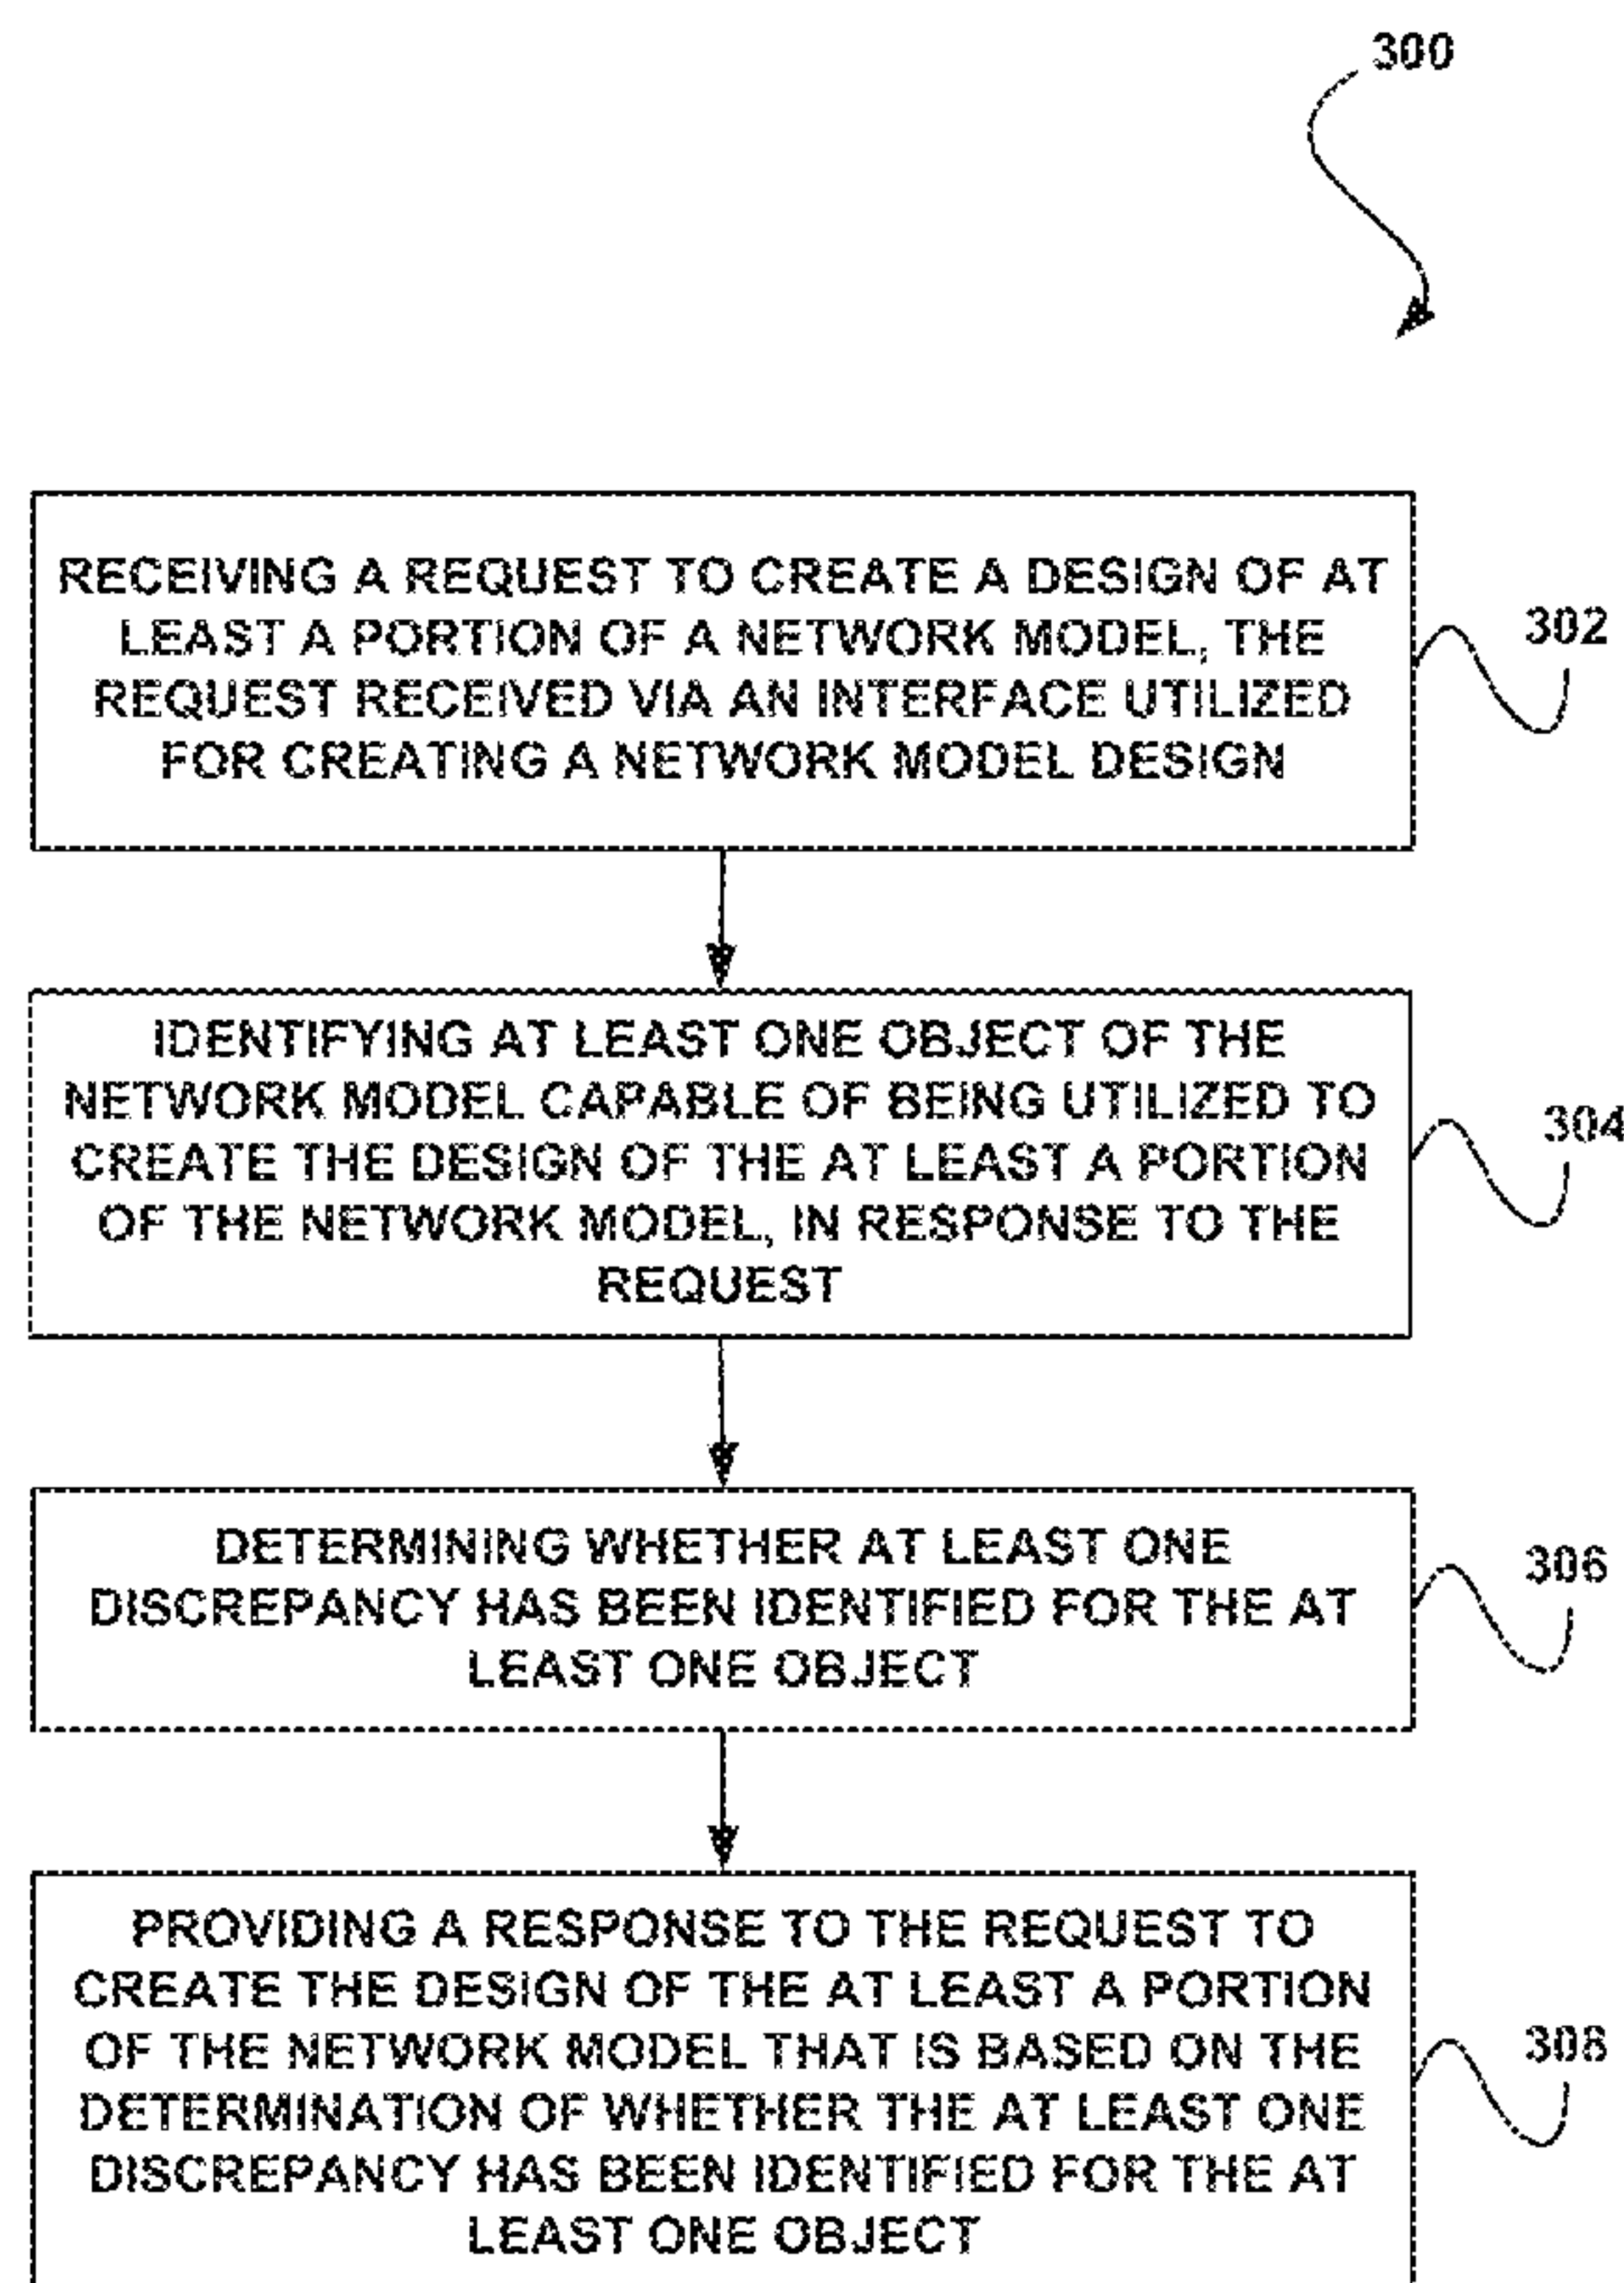 300
RECEIVING A REQUEST TO CREATE A DESIGN OF AT
LEAST A PORTION OF A NETWORK MODEL, THE
REQUEST RECEIVED VIA AN INTERFACE UTILIZED
FOR CREATING A NETWORK MODEL DESIGN
302
IDENTIFYING AT LEAST ONE OBJECT OF THE
NETWORK MODEL CAPABLE OF BEING UTILIZED TO
CREATE THE DESIGN OF THE AT LEAST A PORTION
OF THE NETWORK MODEL, IN RESPONSE TO THE
REQUEST
304
DETERMINING WHETHER AT LEAST ONE
DISCREPANCY HAS BEEN IDENTIFIED FOR THE AT
LEAST ONE OBJECT
306
PROVIDING A RESPONSE TO THE REQUEST TO
CREATE THE DESIGN OF THE AT LEAST A PORTION
OF THE NETWORK MODEL THAT IS BASED ON THE
DETERMINATION OF WHETHER THE AT LEAST ONE
DISCREPANCY HAS BEEN IDENTIFIED FOR THE AT
LEAST ONE OBJECT
308